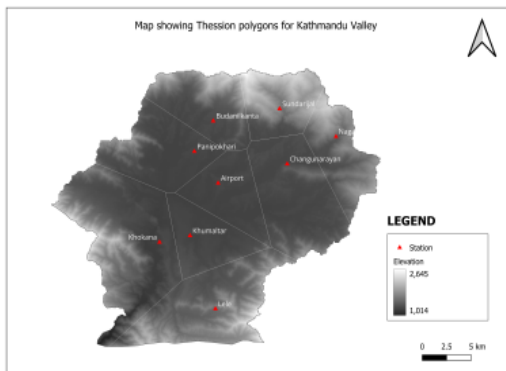 Map showing Thession polygons for Kathmandu Valley
Sundarijal
Budanilkanta
Naga
Panipokhari
Changunarayan
Airport
Khumaltar
Khokana
Lele
LEGEND
Station
Elevation
2,645
1,014
0 2.5 5 km